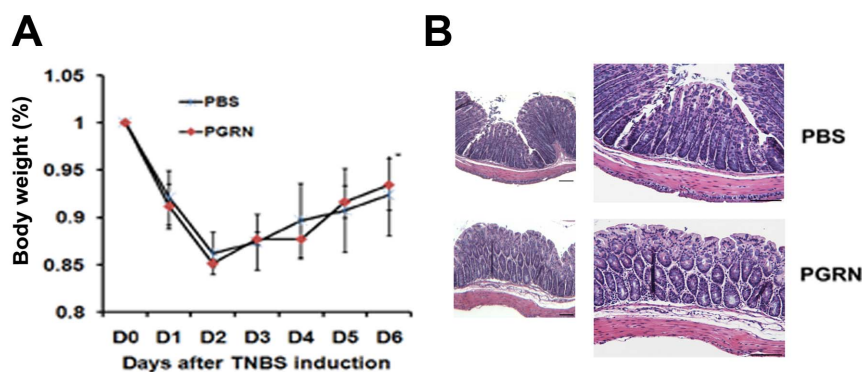 A
B
Body weight (%)
1.05
1
0.95
0.9
0.85
0.8
PBS
PGRN
D0 D1 D2 D3 D4 D5 D6
Days after TNBS induction
PBS
PGRN